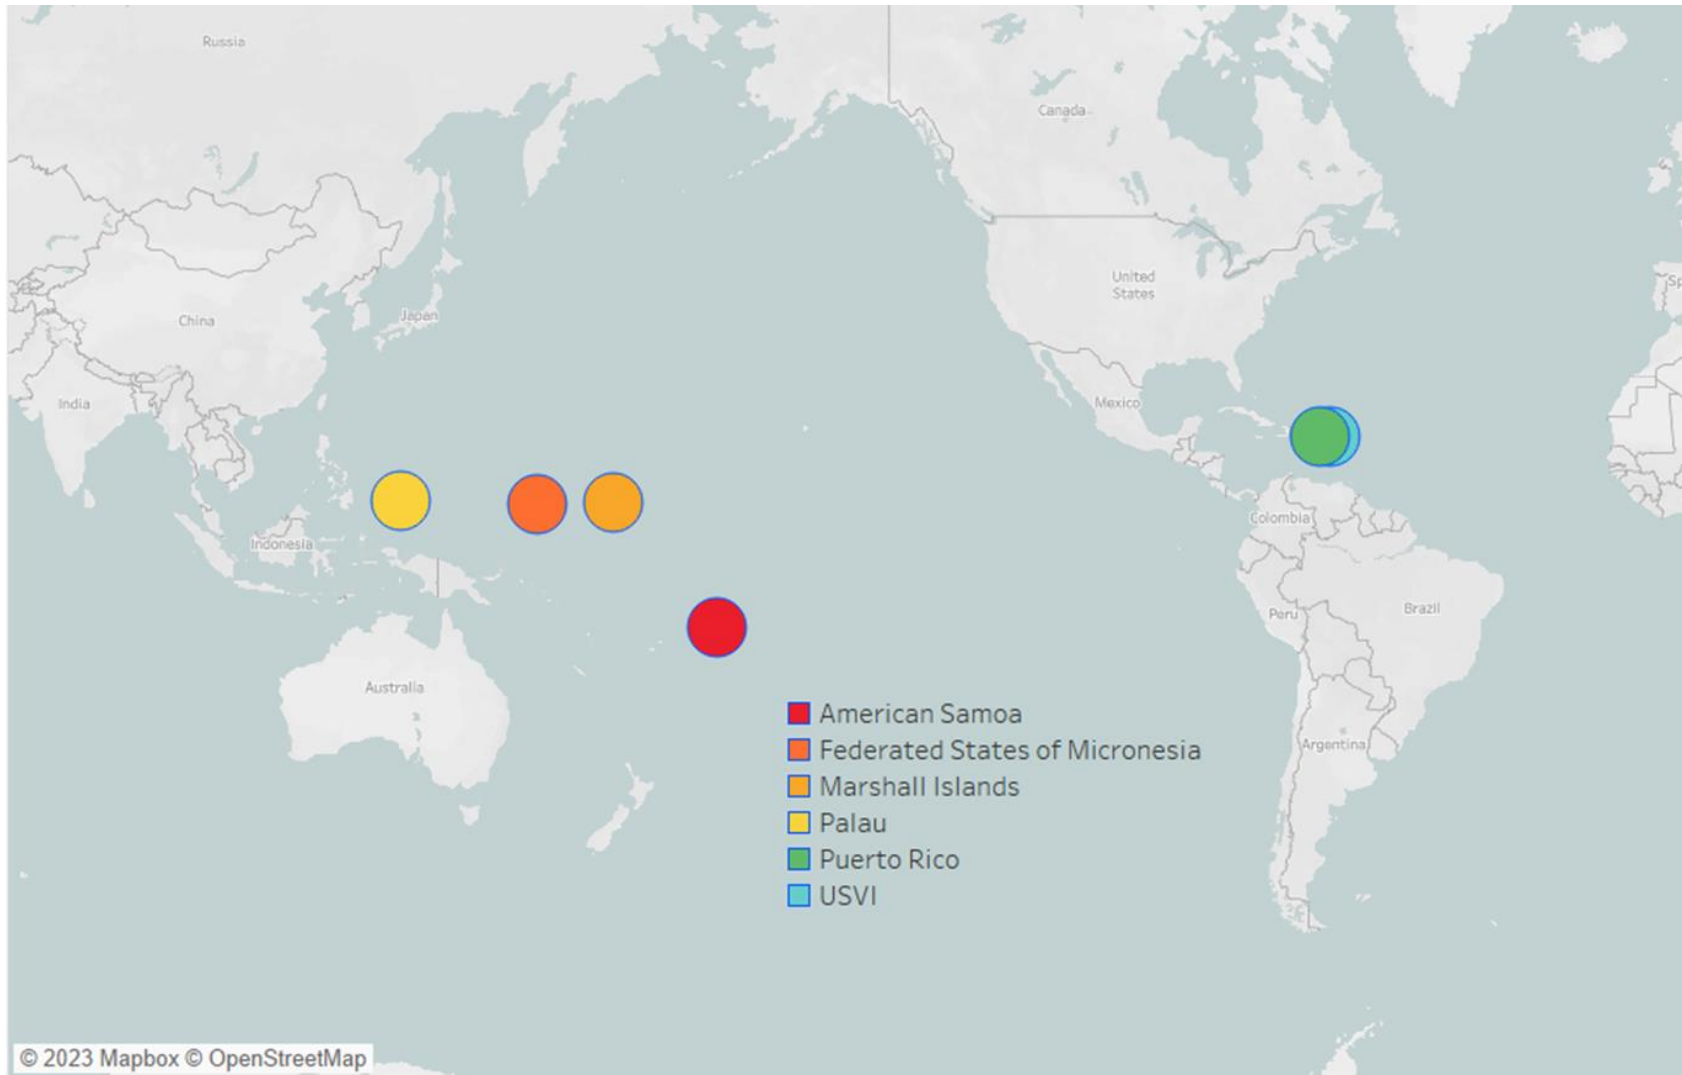 Russia
Canada
United
States
China
Japan
India
Mexico
Indonesia
Colombia
Peru
Brazil
Australia
Argentina
Sp
American Samoa
Federated States of Micronesia
Marshall Islands
Palau
Puerto Rico
USVI
© 2023 Mapbox © OpenStreetMap